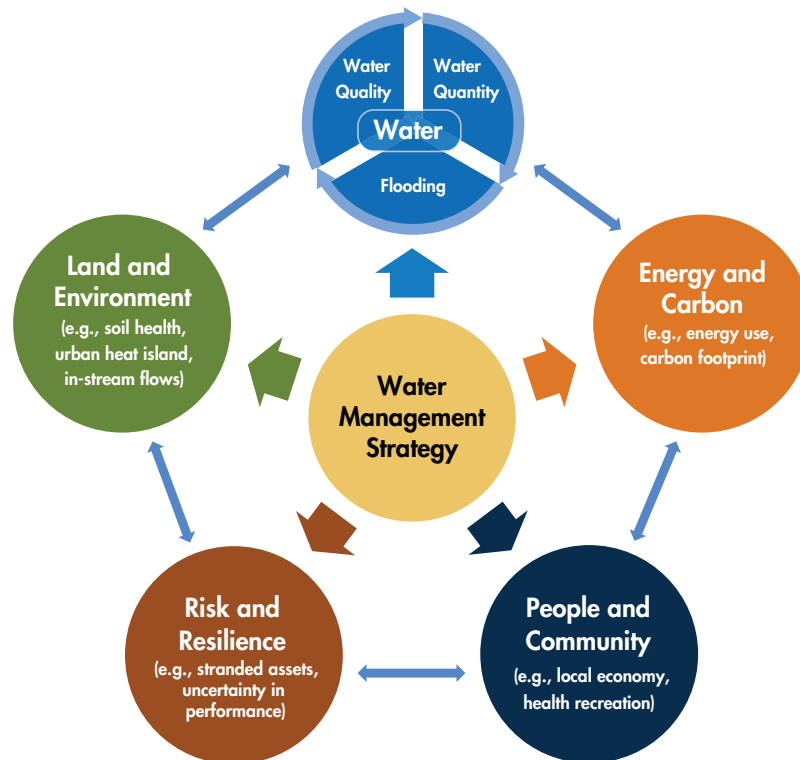 Water
Quality
Water
Quantity
Water
Flooding
Land and
Environment
(e.g., soil health,
urban heat island,
in-stream flows)
Energy and
Carbon
(e.g., energy use,
carbon footprint)
Water
Management
Strategy
Risk and
Resilience
(e.g., stranded assets,
uncertainty in
performance)
People and
Community
(e.g., local economy,
health recreation)